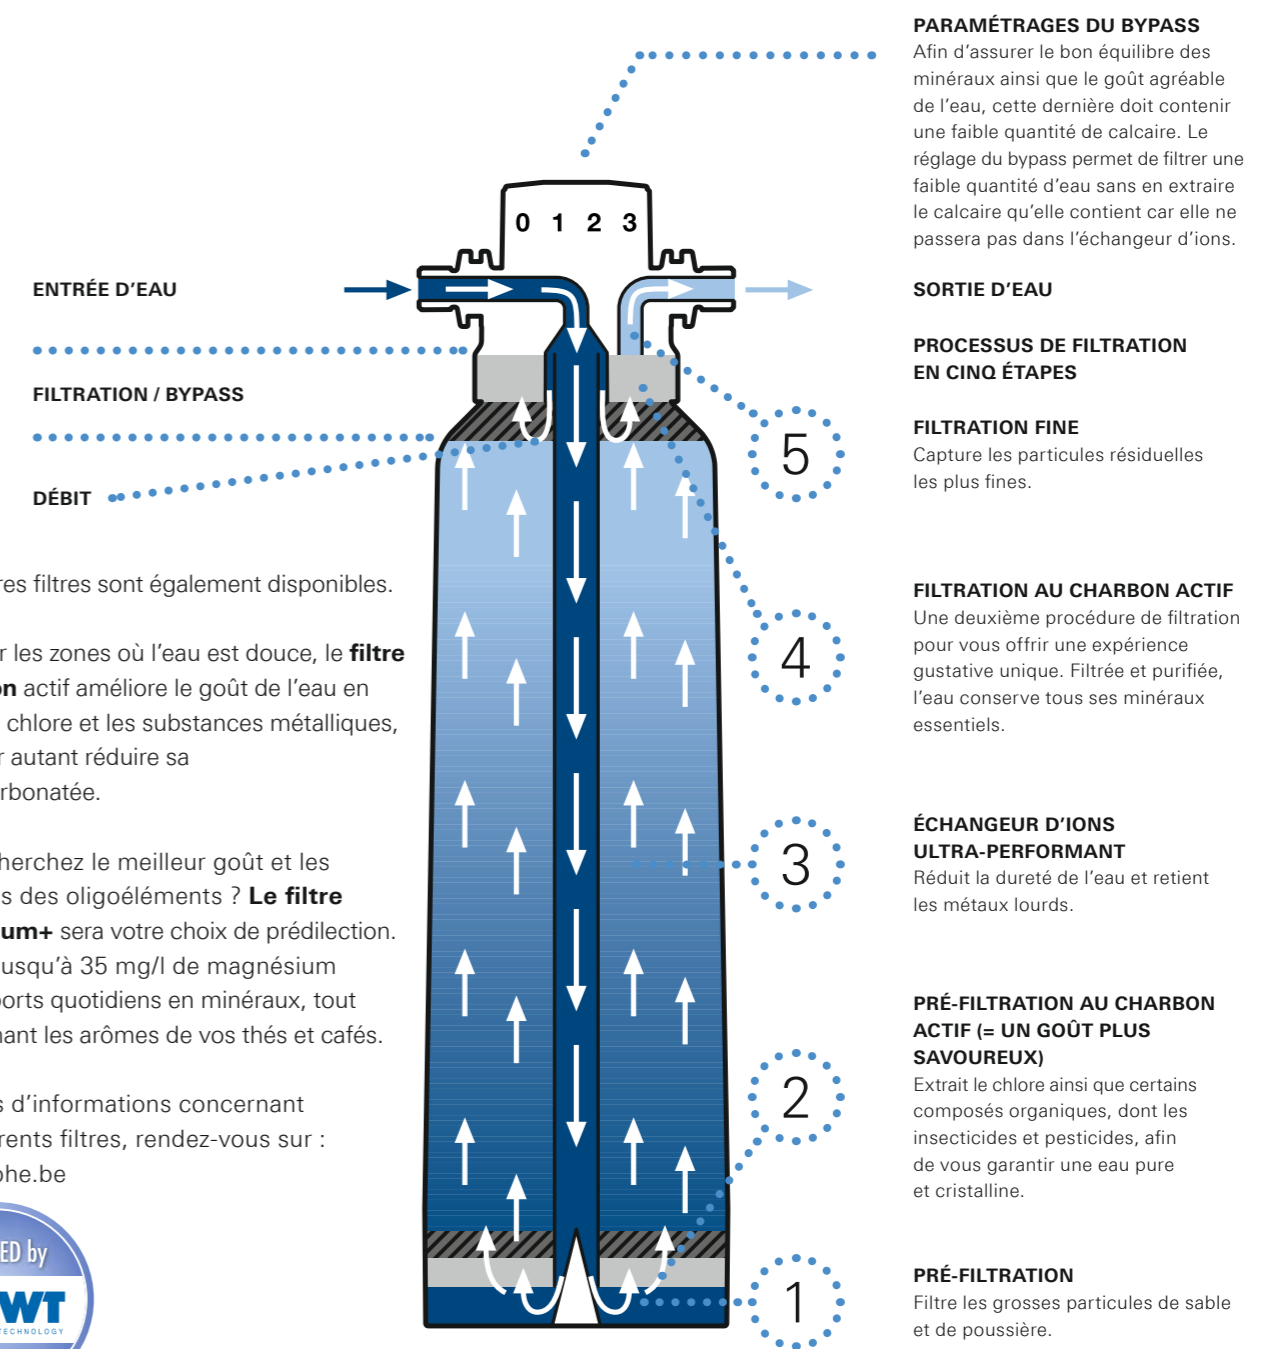 PARAMÉTRAGES DU BYPASS
Afin d'assurer le bon équilibre des
minéraux ainsi que le goût agréable
de l'eau, cette dernière doit contenir
une faible quantité de calcaire. Le
réglage du bypass permet de filtrer une
faible quantité d'eau sans en extraire
le calcaire qu'elle contient car elle ne
passera pas dans l'échangeur d'ions.
0 1 2 3
ENTRÉE D'EAU
FILTRATION / BYPASS
DÉBIT
SORTIE D'EAU
PROCESSUS DE FILTRATION
EN CINQ ÉTAPES
5
FILTRATION FINE
Capture les particules résiduelles
les plus fines.
4
FILTRATION AU CHARBON ACTIF
Une deuxième procédure de filtration
pour vous offrir une expérience
gustative unique. Filtrée et purifiée,
l'eau conserve tous ses minéraux
essentiels.
3
ÉCHANGEUR D'IONS
ULTRA-PERFORMANT
Réduit la dureté de l'eau et retient
les métaux lourds.
2
PRÉ-FILTRATION AU CHARBON
ACTIF (= UN GOÛT PLUS
SAVOUREUX)
Extrait le chlore ainsi que certains
composés organiques, dont les
insecticides et pesticides, afin
de vous garantir une eau pure
et cristalline.
1
PRÉ-FILTRATION
Filtre les grosses particules de sable
et de poussière.
res filtres sont également disponibles.
r les zones où l'eau est douce, le filtre
on actif améliore le goût de l'eau en
chlore et les substances métalliques,
r autant réduire sa
rbonatée.
herchez le meilleur goût et les
s des oligoéléments ? Le filtre
um+ sera votre choix de prédilection.
usqu'à 35 mg/l de magnésium
ports quotidiens en minéraux, tout
nant les arômes de vos thés et cafés.
s d'informations concernant
rents filtres, rendez-vous sur :
ohe.be
ED by
WT
TECHNOLOGY